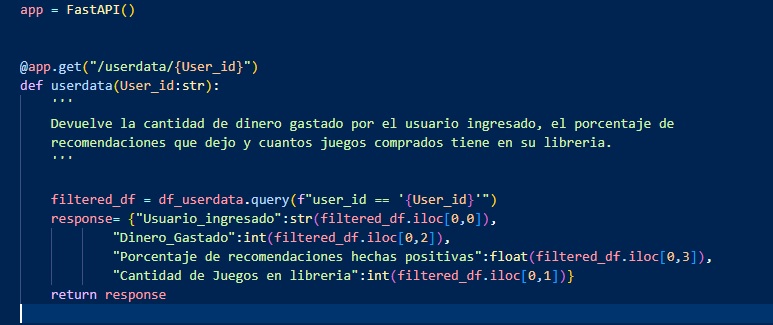 app = FastAPI()
@app.get("/userdata/{User_id}")
def userdata(User_id:str):
    '''
    Devuelve la cantidad de dinero gastado por el usuario ingresado, el porcentaje de
    recomendaciones que dejo y cuantos juegos comprados tiene en su libreria.
    '''
    filtered_df = df_userdata.query(f"user_id == '{User_id}'")
    response= {"Usuario_ingresado":str(filtered_df.iloc[0,0]),
            "Dinero_Gastado":int(filtered_df.iloc[0,2]),
            "Porcentaje de recomendaciones hechas positivas":float(filtered_df.iloc[0,3]),
            "Cantidad de Juegos en libreria":int(filtered_df.iloc[0,1])}
    return response